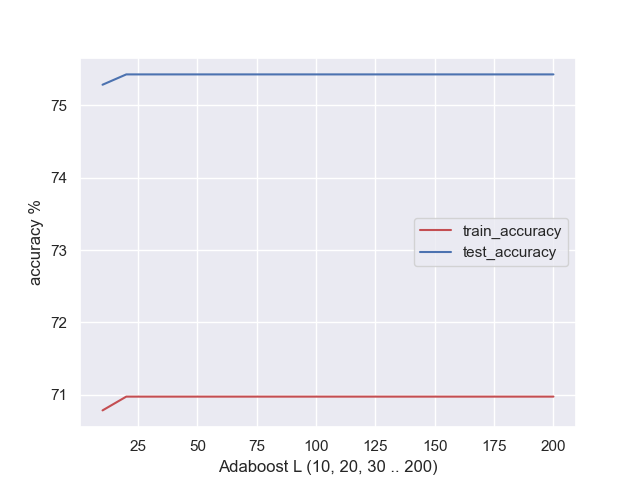 75
74
73
72
71
accuracy %
train_accuracy
test_accuracy
25 50 75 100 125 150 175 200
Adaboost L (10, 20, 30 .. 200)